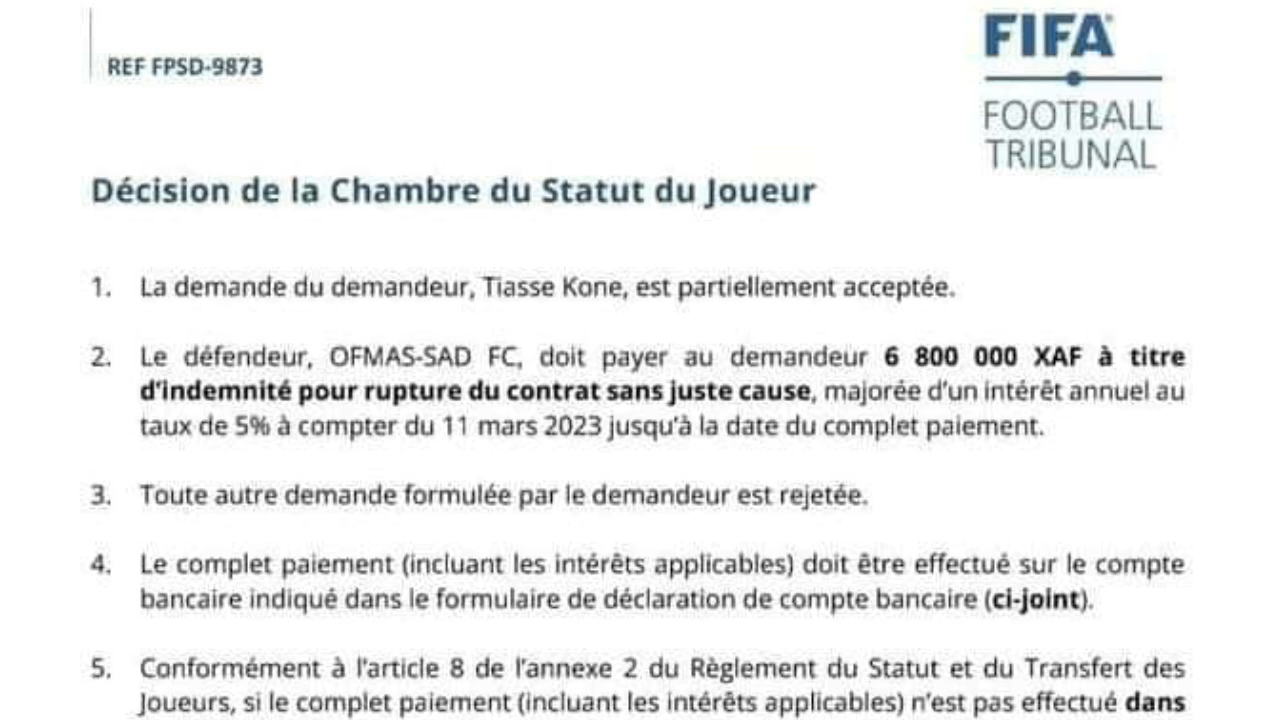 REF FPSD-9873
FIFA
FOOTBALL
TRIBUNAL
Décision de la Chambre du Statut du Joueur
1. La demande du demandeur, Tiasse Kone, est partiellement acceptée.
2. Le défendeur, OFMAS-SAD FC, doit payer au demandeur 6 800 000 XAF à titre
d'indemnité pour rupture du contrat sans juste cause, majorée d'un intérêt annuel au
taux de 5% à compter du 11 mars 2023 jusqu'à la date du complet paiement.
3. Toute autre demande formulée par le demandeur est rejetée.
4. Le complet paiement (incluant les intérêts applicables) doit être effectué sur le compte
bancaire indiqué dans le formulaire de déclaration de compte bancaire (ci-joint).
5. Conformément à l'article 8 de l'annexe 2 du Règlement du Statut et du Transfert des
Joueurs, si le complet paiement (incluant les intérêts applicables) n'est pas effectué dans